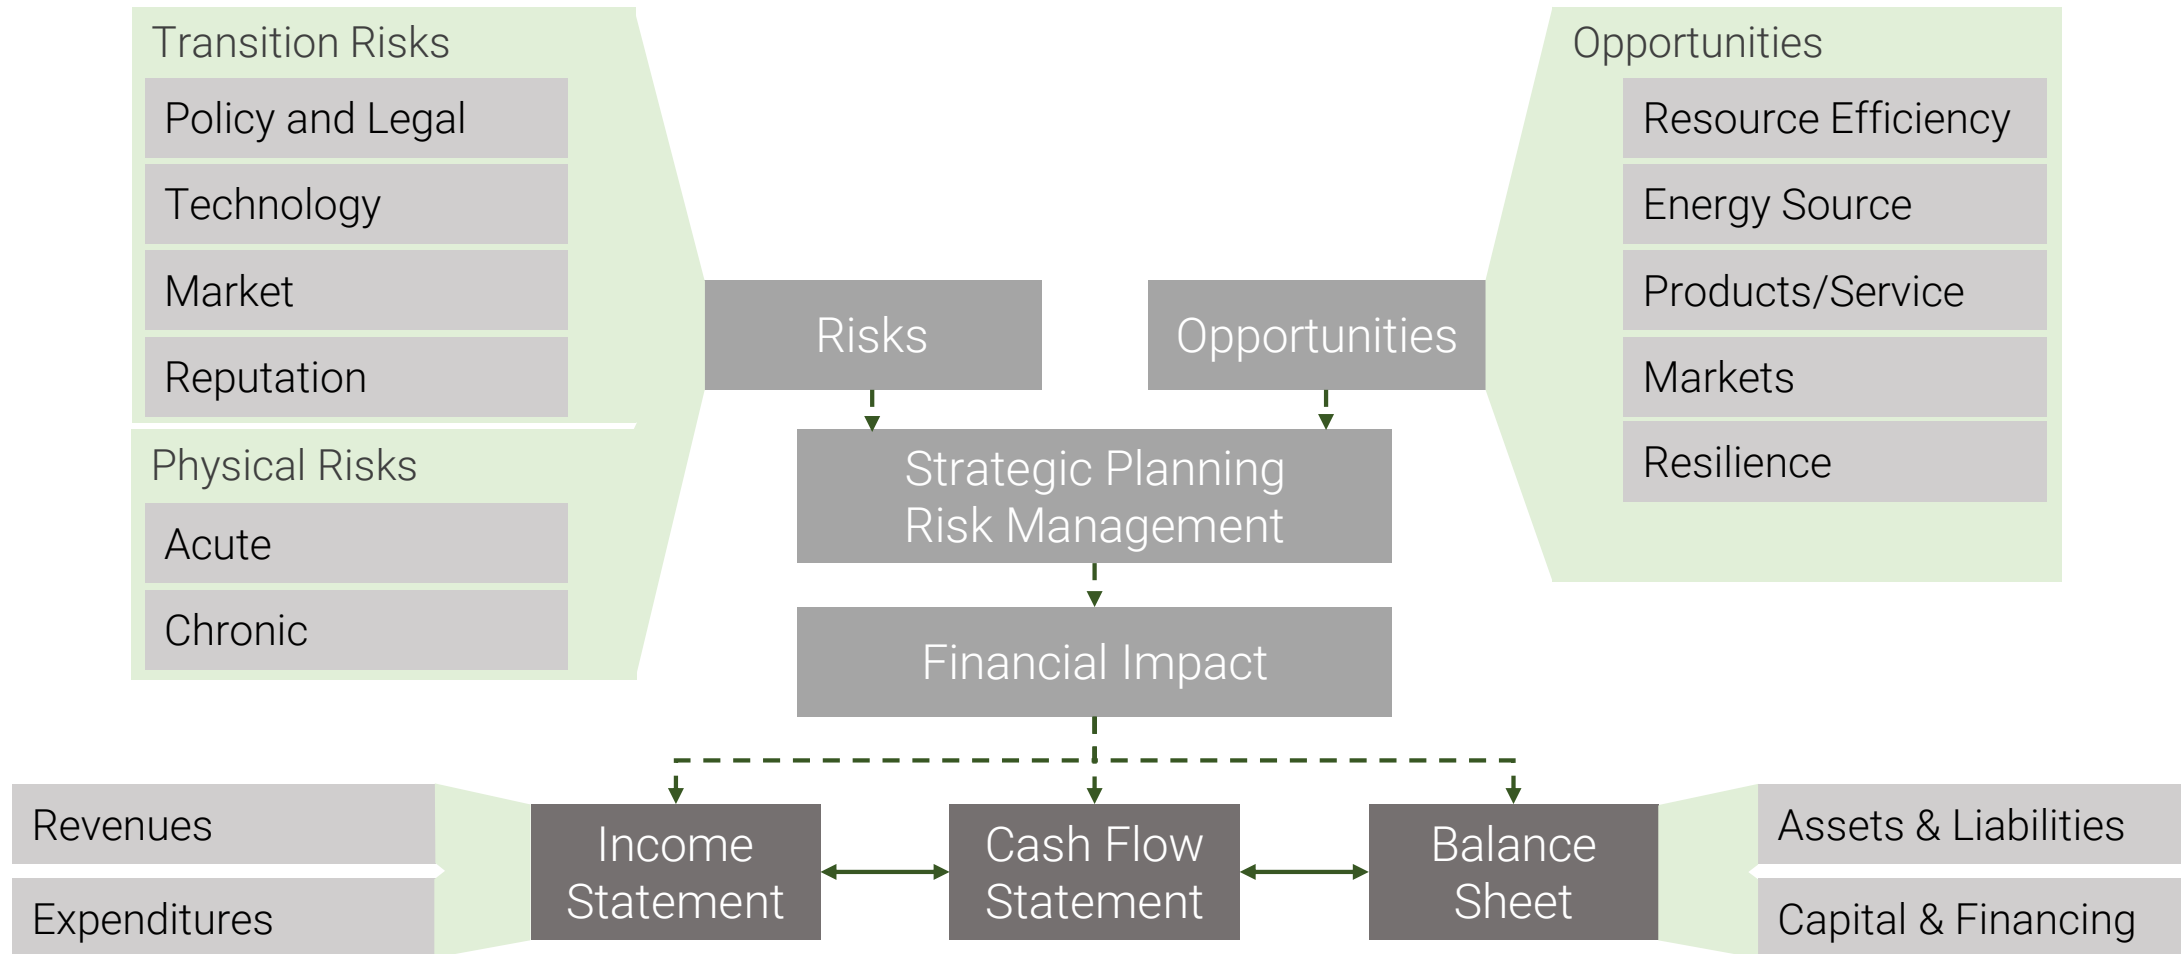 Transition Risks
Policy and Legal
Technology
Market
Reputation
Physical Risks
Acute
Chronic
Risks
Opportunities
Opportunities
Resource Efficiency
Energy Source
Products/Service
Markets
Resilience
Strategic Planning
Risk Management
Financial Impact
Revenues
Expenditures
Income
Statement
Cash Flow
Statement
Balance
Sheet
Assets & Liabilities
Capital & Financing